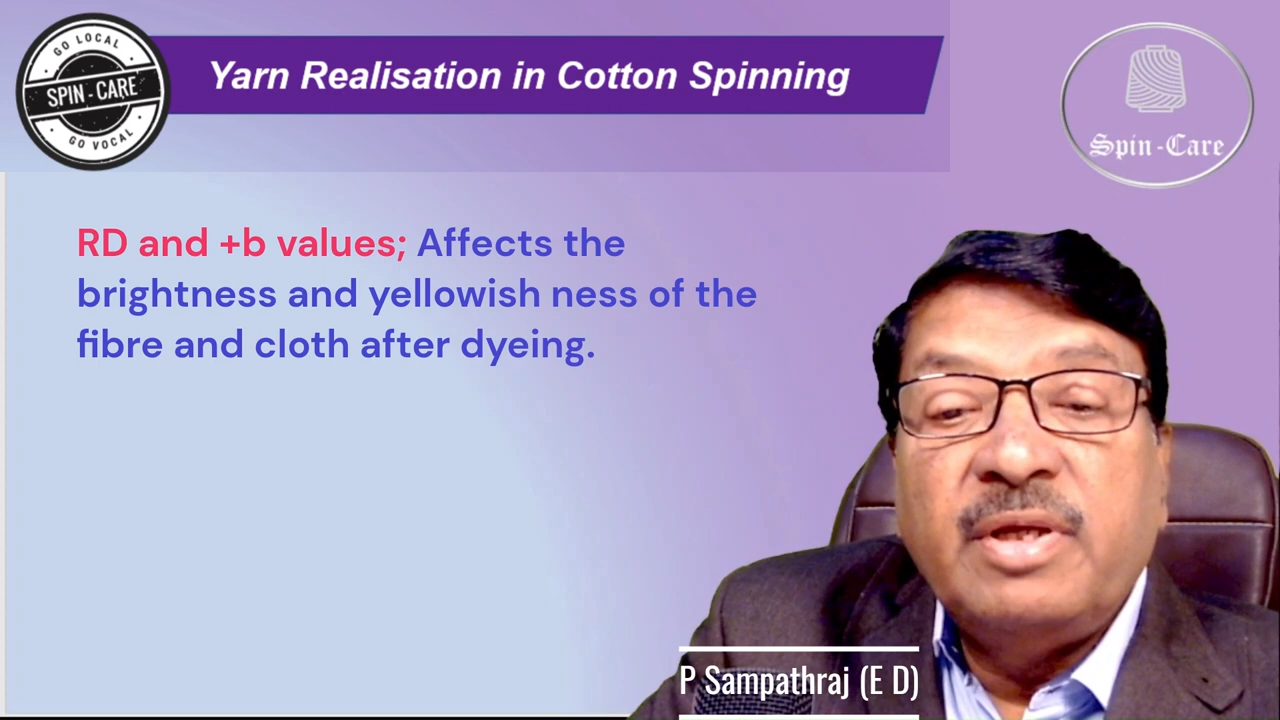 GO LOCAL
SPIN-CARE
GO VOCAL
Yarn Realisation in Cotton Spinning
Spin-Care
RD and +b values; Affects the
brightness and yellowish ness of the
fibre and cloth after dyeing.
P Sampathraj (E D)